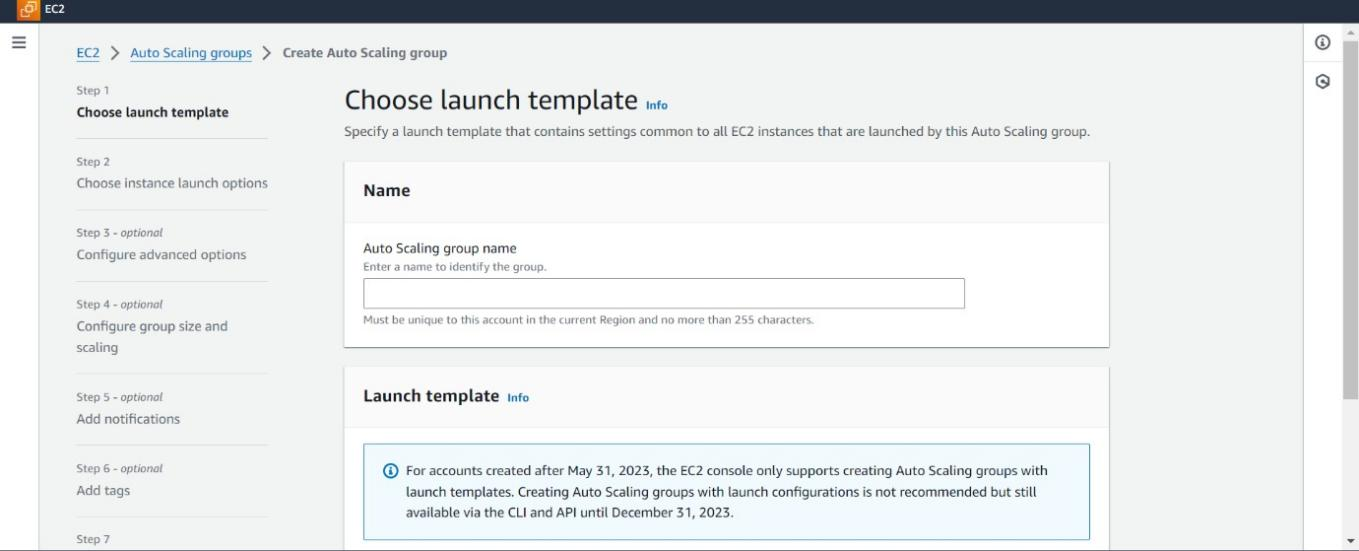 EC2
EC2 > Auto Scaling groups > Create Auto Scaling group
Step 1
Choose launch template
Step 2
Choose instance launch options
Step 3 - optional
Configure advanced options
Step 4 - optional
Configure group size and
scaling
Step 5 - optional
Add notifications
Step 6 - optional
Add tags
Step 7
Choose launch template Info
Specify a launch template that contains settings common to all EC2 instances that are launched by this Auto Scaling group.
Name
Auto Scaling group name
Enter a name to identify the group.
Must be unique to this account in the current Region and no more than 255 characters.
Launch template Info
For accounts created after May 31, 2023, the EC2 console only supports creating Auto Scaling groups with
launch templates. Creating Auto Scaling groups with launch configurations is not recommended but still
available via the CLI and API until December 31, 2023.